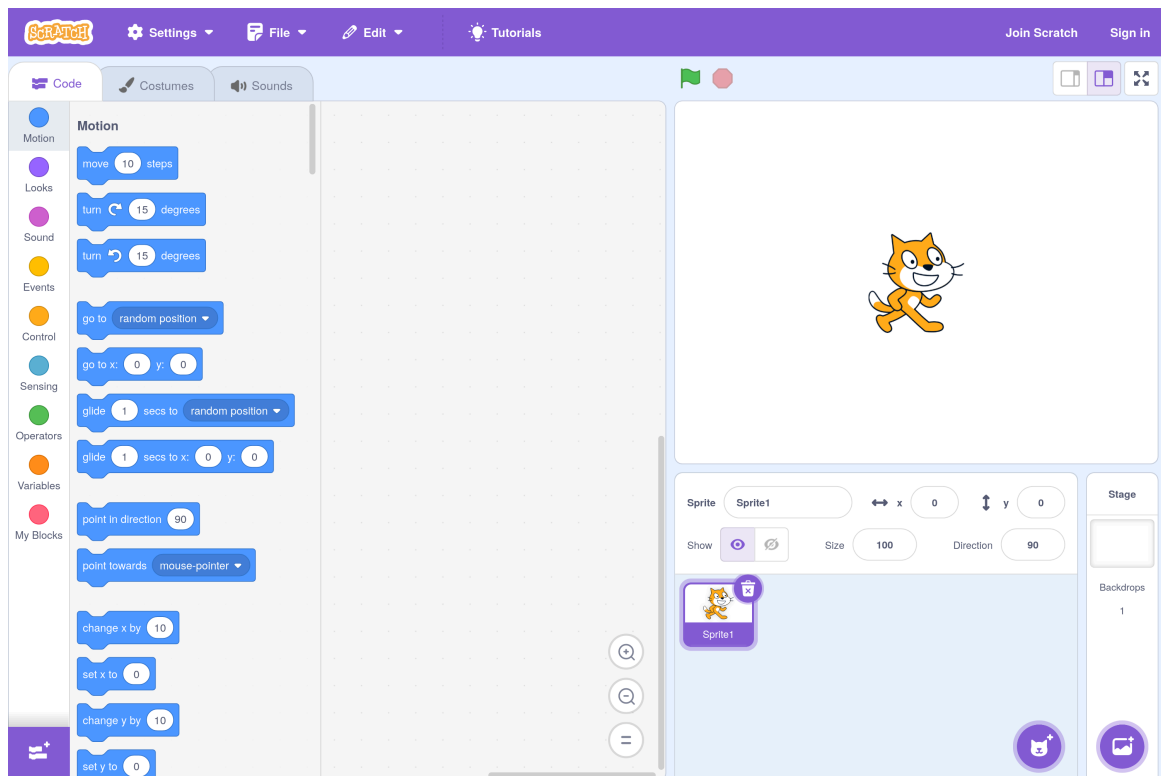 SCRATCH Settings File Edit Tutorials Join Scratch Sign in
Code Costumes Sounds
Motion
Looks
Sound
Events
Control
Sensing
Operators
Variables
My Blocks
Motion
move 10 steps
turn 15 degrees
turn 15 degrees
go to random position
go to x: 0 y: 0
glide 1 secs to random position
glide 1 secs to x: 0 y: 0
point in direction 90
point towards mouse-pointer
change x by 10
set x to 0
change y by 10
set y to 0
Sprite Sprite1 x 0 y 0
Show Size 100 Direction 90
Sprite1
Stage
Backdrops
1